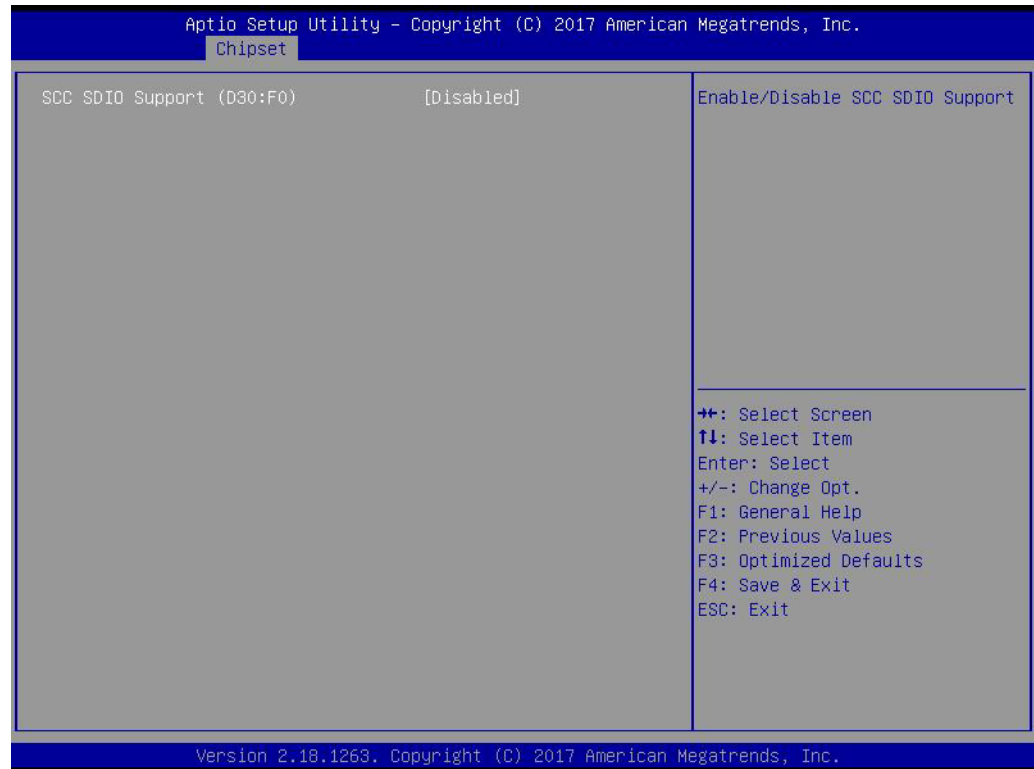 Aptio Setup Utility – Copyright (C) 2017 American Megatrends, Inc.
Chipset
SCC SDIO Support (D30:F0) [Disabled]
Enable/Disable SCC SDIO Support
→←: Select Screen
↑↓: Select Item
Enter: Select
+/-: Change Opt.
F1: General Help
F2: Previous Values
F3: Optimized Defaults
F4: Save & Exit
ESC: Exit
Version 2.18.1263. Copyright (C) 2017 American Megatrends, Inc.